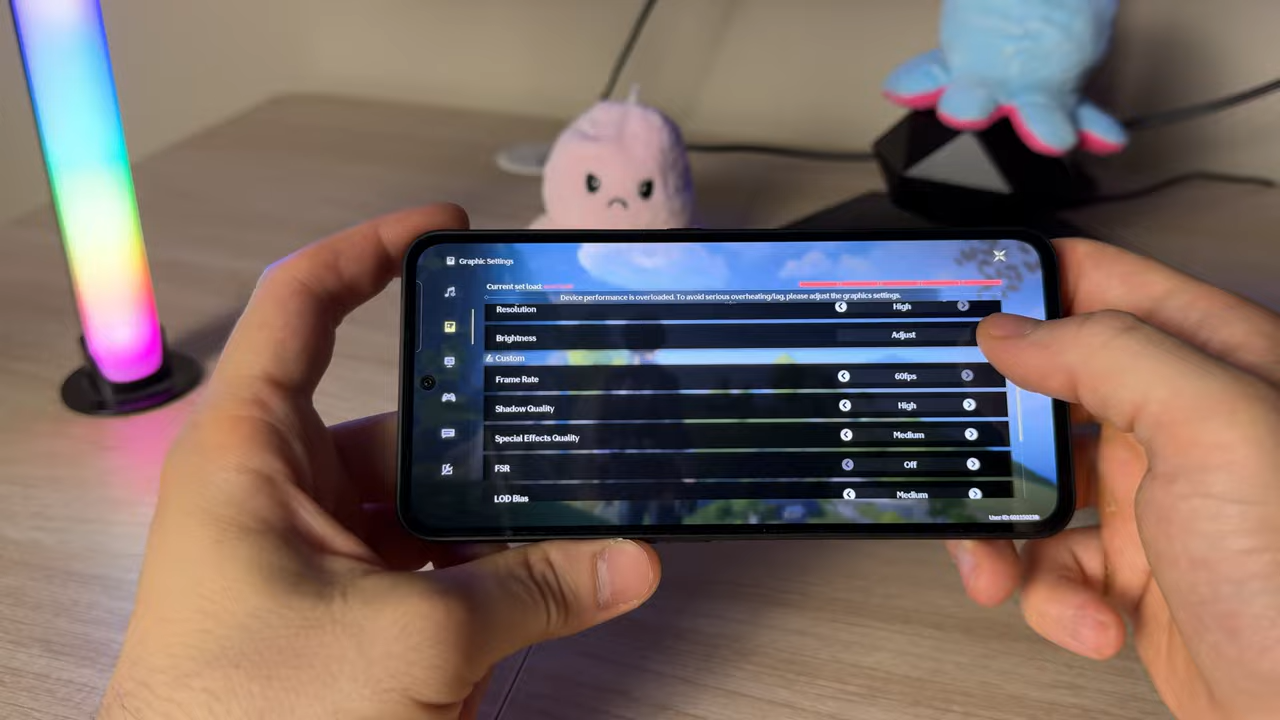 Graphic Settings
Current set load:
Device performance is overloaded. To avoid serious overheating/lag, please adjust the graphics settings.
Resolution High
Brightness Adjust
Custom
Frame Rate 60fps
Shadow Quality High
Special Effects Quality Medium
FSR Off
LOD Bias Medium
User ID: